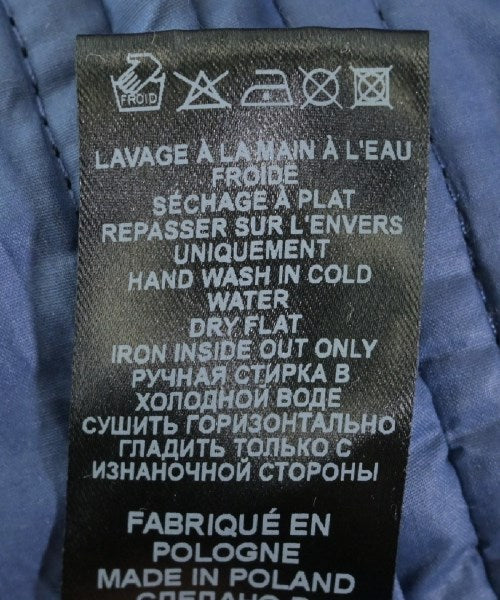 FROID
LAVAGE À LA MAIN À L'EAU
FROIDE
SÉCHAGE À PLAT
REPASSER SUR L'ENVERS
UNIQUEMENT
HAND WASH IN COLD
WATER
DRY FLAT
IRON INSIDE OUT ONLY
РУЧНАЯ СТИРКА В
ХОЛОДНОЙ ВОДЕ
СУШИТЬ ГОРИЗОНТАЛЬНО
ГЛАДИТЬ ТОЛЬКО С
ИЗНАНОЧНОЙ СТОРОНЫ
FABRIQUÉ EN
POLOGNE
MADE IN POLAND
СДЕЛАНО В